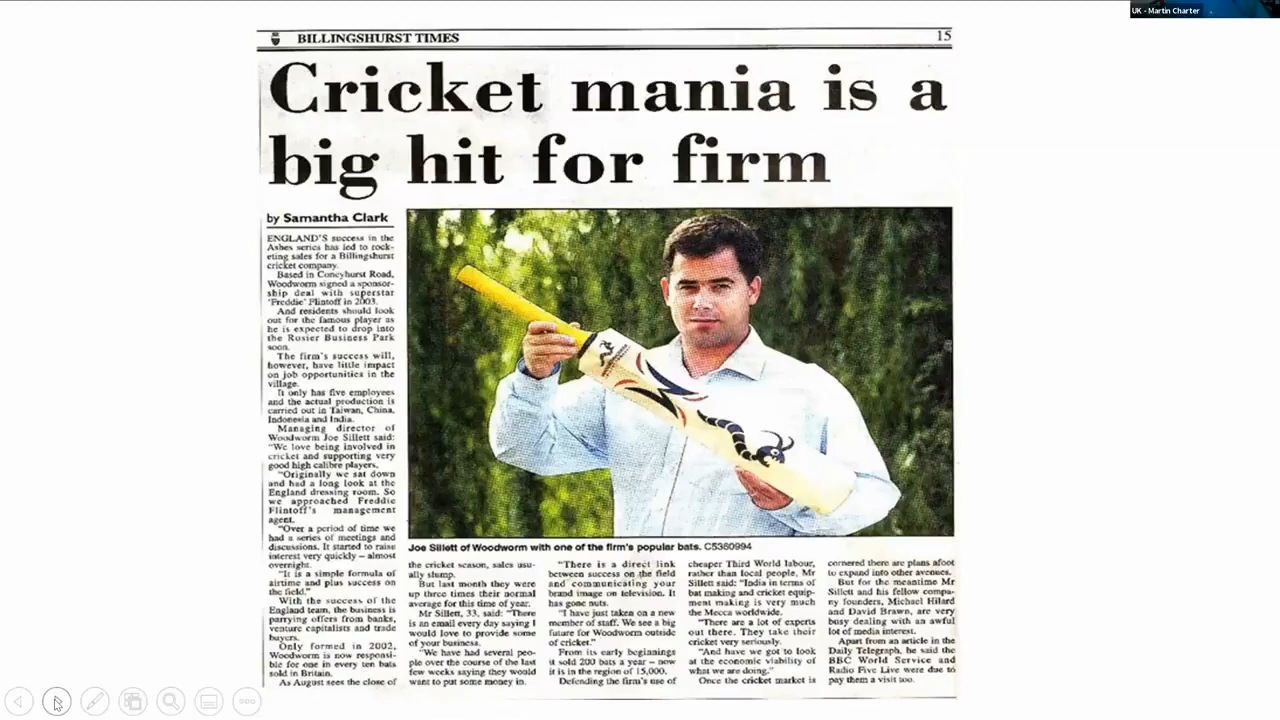 UK - Martin Charter
BILLINGSHURST TIMES
15
Cricket mania is a
big hit for firm
by Samantha Clark
ENGLAND'S success in the
Ashes series has led to rock-
eting sales for a Billingshurst
cricket company.
Based in Coneyhurst Road,
Woodworm signed a sponsor-
ship deal with superstar
'Freddie' Flintoff in 2003.
And residents should look
out for the famous player as
he is expected to drop into
the Rosier Business Park
soon.
The firm's success will,
however, have little impact
on job opportunities in the
village.
It only has five employees
and the actual production is
carried out in Taiwan, China,
Indonesia and India.
Managing director of
Woodworm Joe Sillett said:
"We love being involved in
cricket and supporting very
good high calibre players.
"Originally we sat down
and had a long look at the
England dressing room. So
we approached Freddie
Flintoff's management
agent.
"Over a period of time we
had a series of meetings and
discussions. It started to raise
interest very quickly – almost
overnight.
"It is a simple formula of
airtime and plus success on
the field."
With the success of the
England team, the business is
parrying offers from banks,
venture capitalists and trade
buyers.
Only formed in 2002,
Woodworm is now responsi-
ble for one in every ten bats
sold in Britain.
As August sees the close of
Joe Sillett of Woodworm with one of the firm's popular bats. C5360994
the cricket season, sales usu-
ally slump.
But last month they were
up three times their normal
average for this time of year.
Mr Sillett, 33, said: "There
is an email every day saying I
would love to provide some
of your business.
"We have had several peo-
ple over the course of the last
few weeks saying they would
want to put some money in.
"There is a direct link
between success on the field
and communicating your
brand image on television. It
has gone nuts.
"I have just taken on a new
member of staff. We see a big
future for Woodworm outside
of cricket."
From its early beginnings
it sold 200 bats a year – now
it is in the region of 15,000.
Defending the firm's use of
cheaper Third World labour,
rather than local people, Mr
Sillett said: "India in terms of
bat making and cricket equip-
ment making is very much
the Mecca worldwide.
"There are a lot of experts
out there. They take their
cricket very seriously.
"And have we got to look
at the economic viability of
what we are doing."
Once the cricket market is
cornered there are plans afoot
to expand into other avenues.
But for the meantime Mr
Sillett and his fellow compa-
ny founders, Michael Hilard
and David Brawn, are very
busy dealing with an awful
lot of media interest.
Apart from an article in the
Daily Telegraph, he said the
BBC World Service and
Radio Five Live were due to
pay them a visit too.